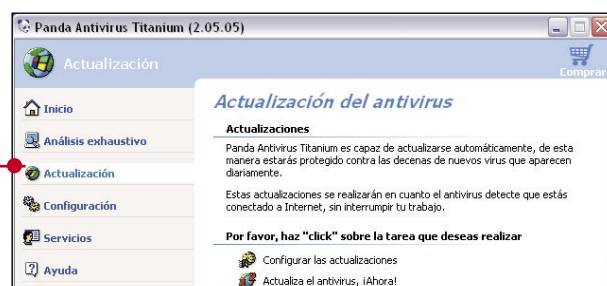 Panda Antivirus Titanium (2.05.05)
Actualización
Comprar
Inicio
Análisis exhaustivo
Actualización
Configuración
Servicios
Ayuda
Actualización del antivirus
Actualizaciones
Panda Antivirus Titanium es capaz de actualizarse automáticamente, de esta
manera estarás protegido contra las decenas de nuevos virus que aparecen
diariamente.
Estas actualizaciones se realizarán en cuanto el antivirus detecte que estás
conectado a Internet, sin interrumpir tu trabajo.
Por favor, haz "click" sobre la tarea que deseas realizar
Configurar las actualizaciones
Actualiza el antivirus, ¡Ahora!